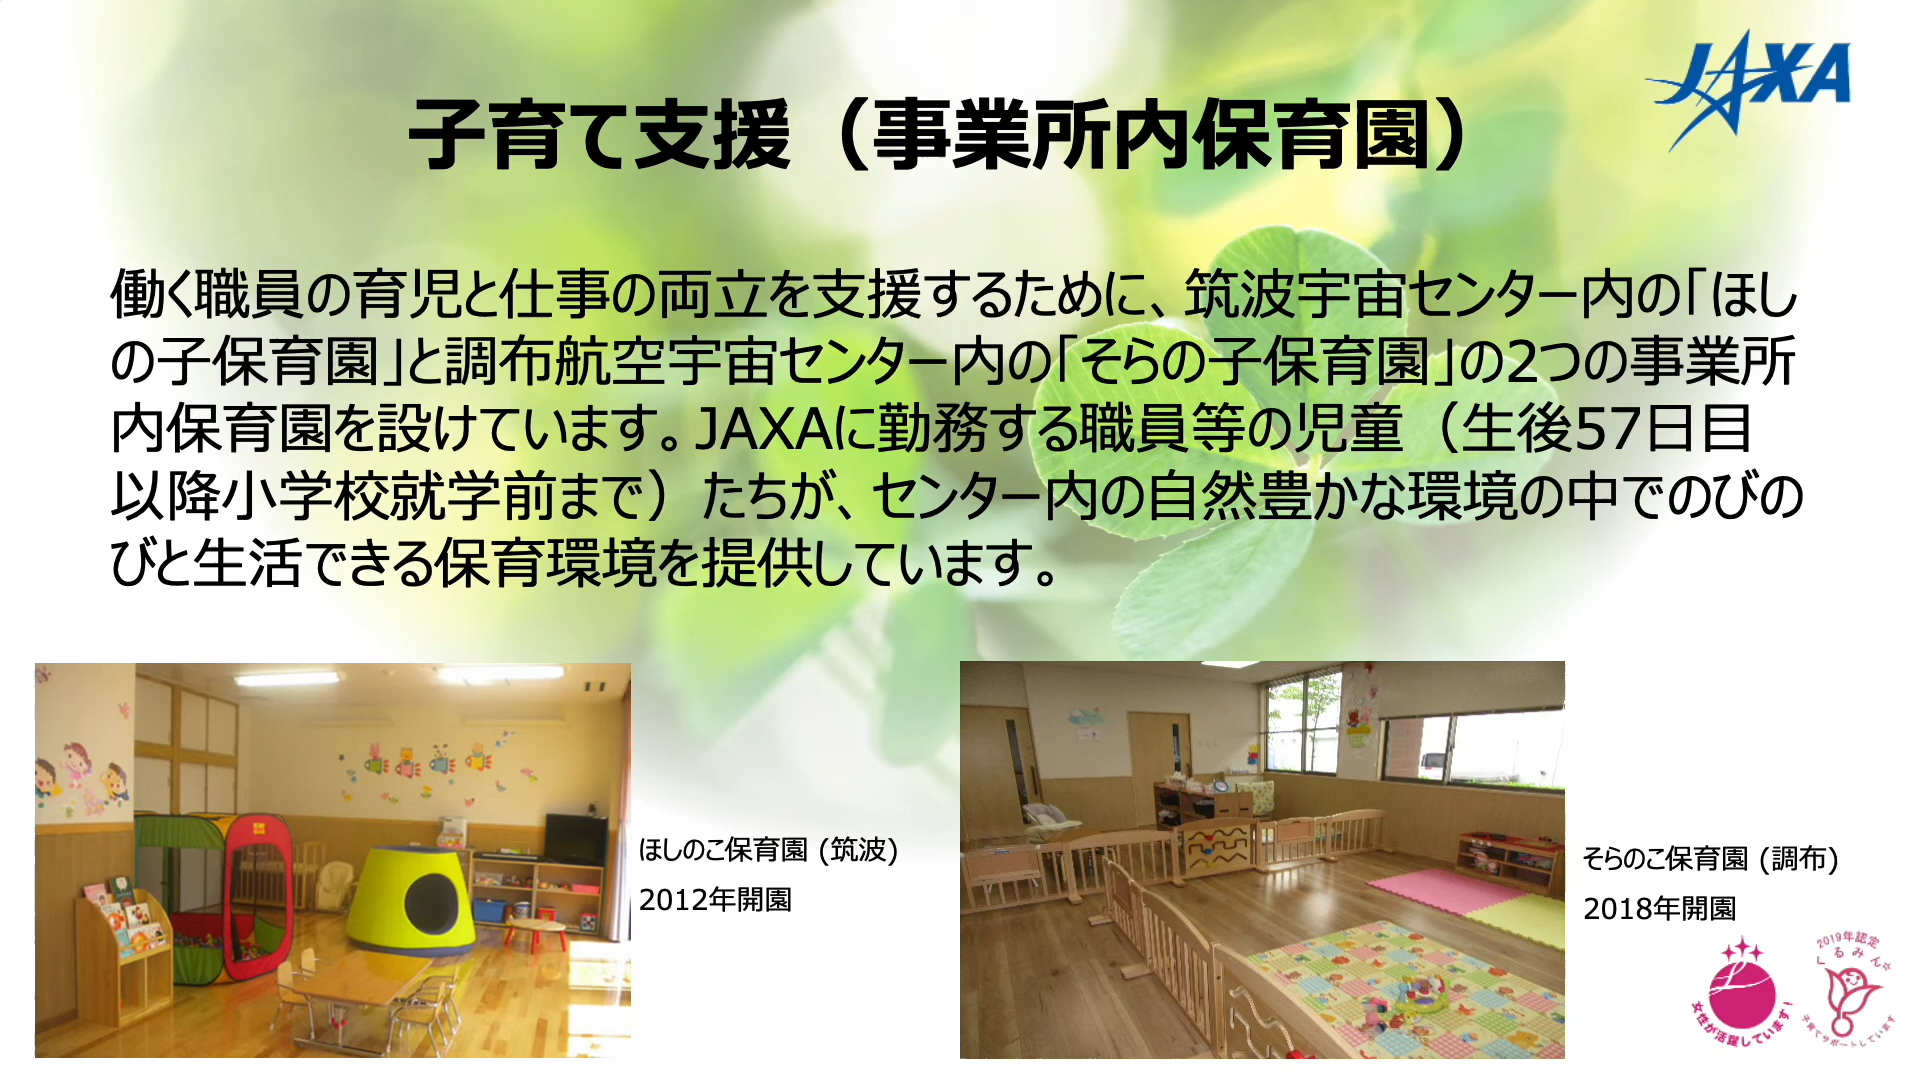 JAXA
子育て支援（事業所内保育園）
働く職員の育児と仕事の両立を支援するために、筑波宇宙センター内の「ほし
の子保育園」と調布航空宇宙センター内の「そらの子保育園」の2つの事業所
内保育園を設けています。JAXAに勤務する職員等の児童（生後57日目
以降小学校就学前まで）たちが、センター内の自然豊かな環境の中でのびの
びと生活できる保育環境を提供しています。
ほしのこ保育園 (筑波)
2012年開園
そらのこ保育園 (調布)
2018年開園
女性が活躍しています!
2019年認定
くるみん
子育てサポートしています